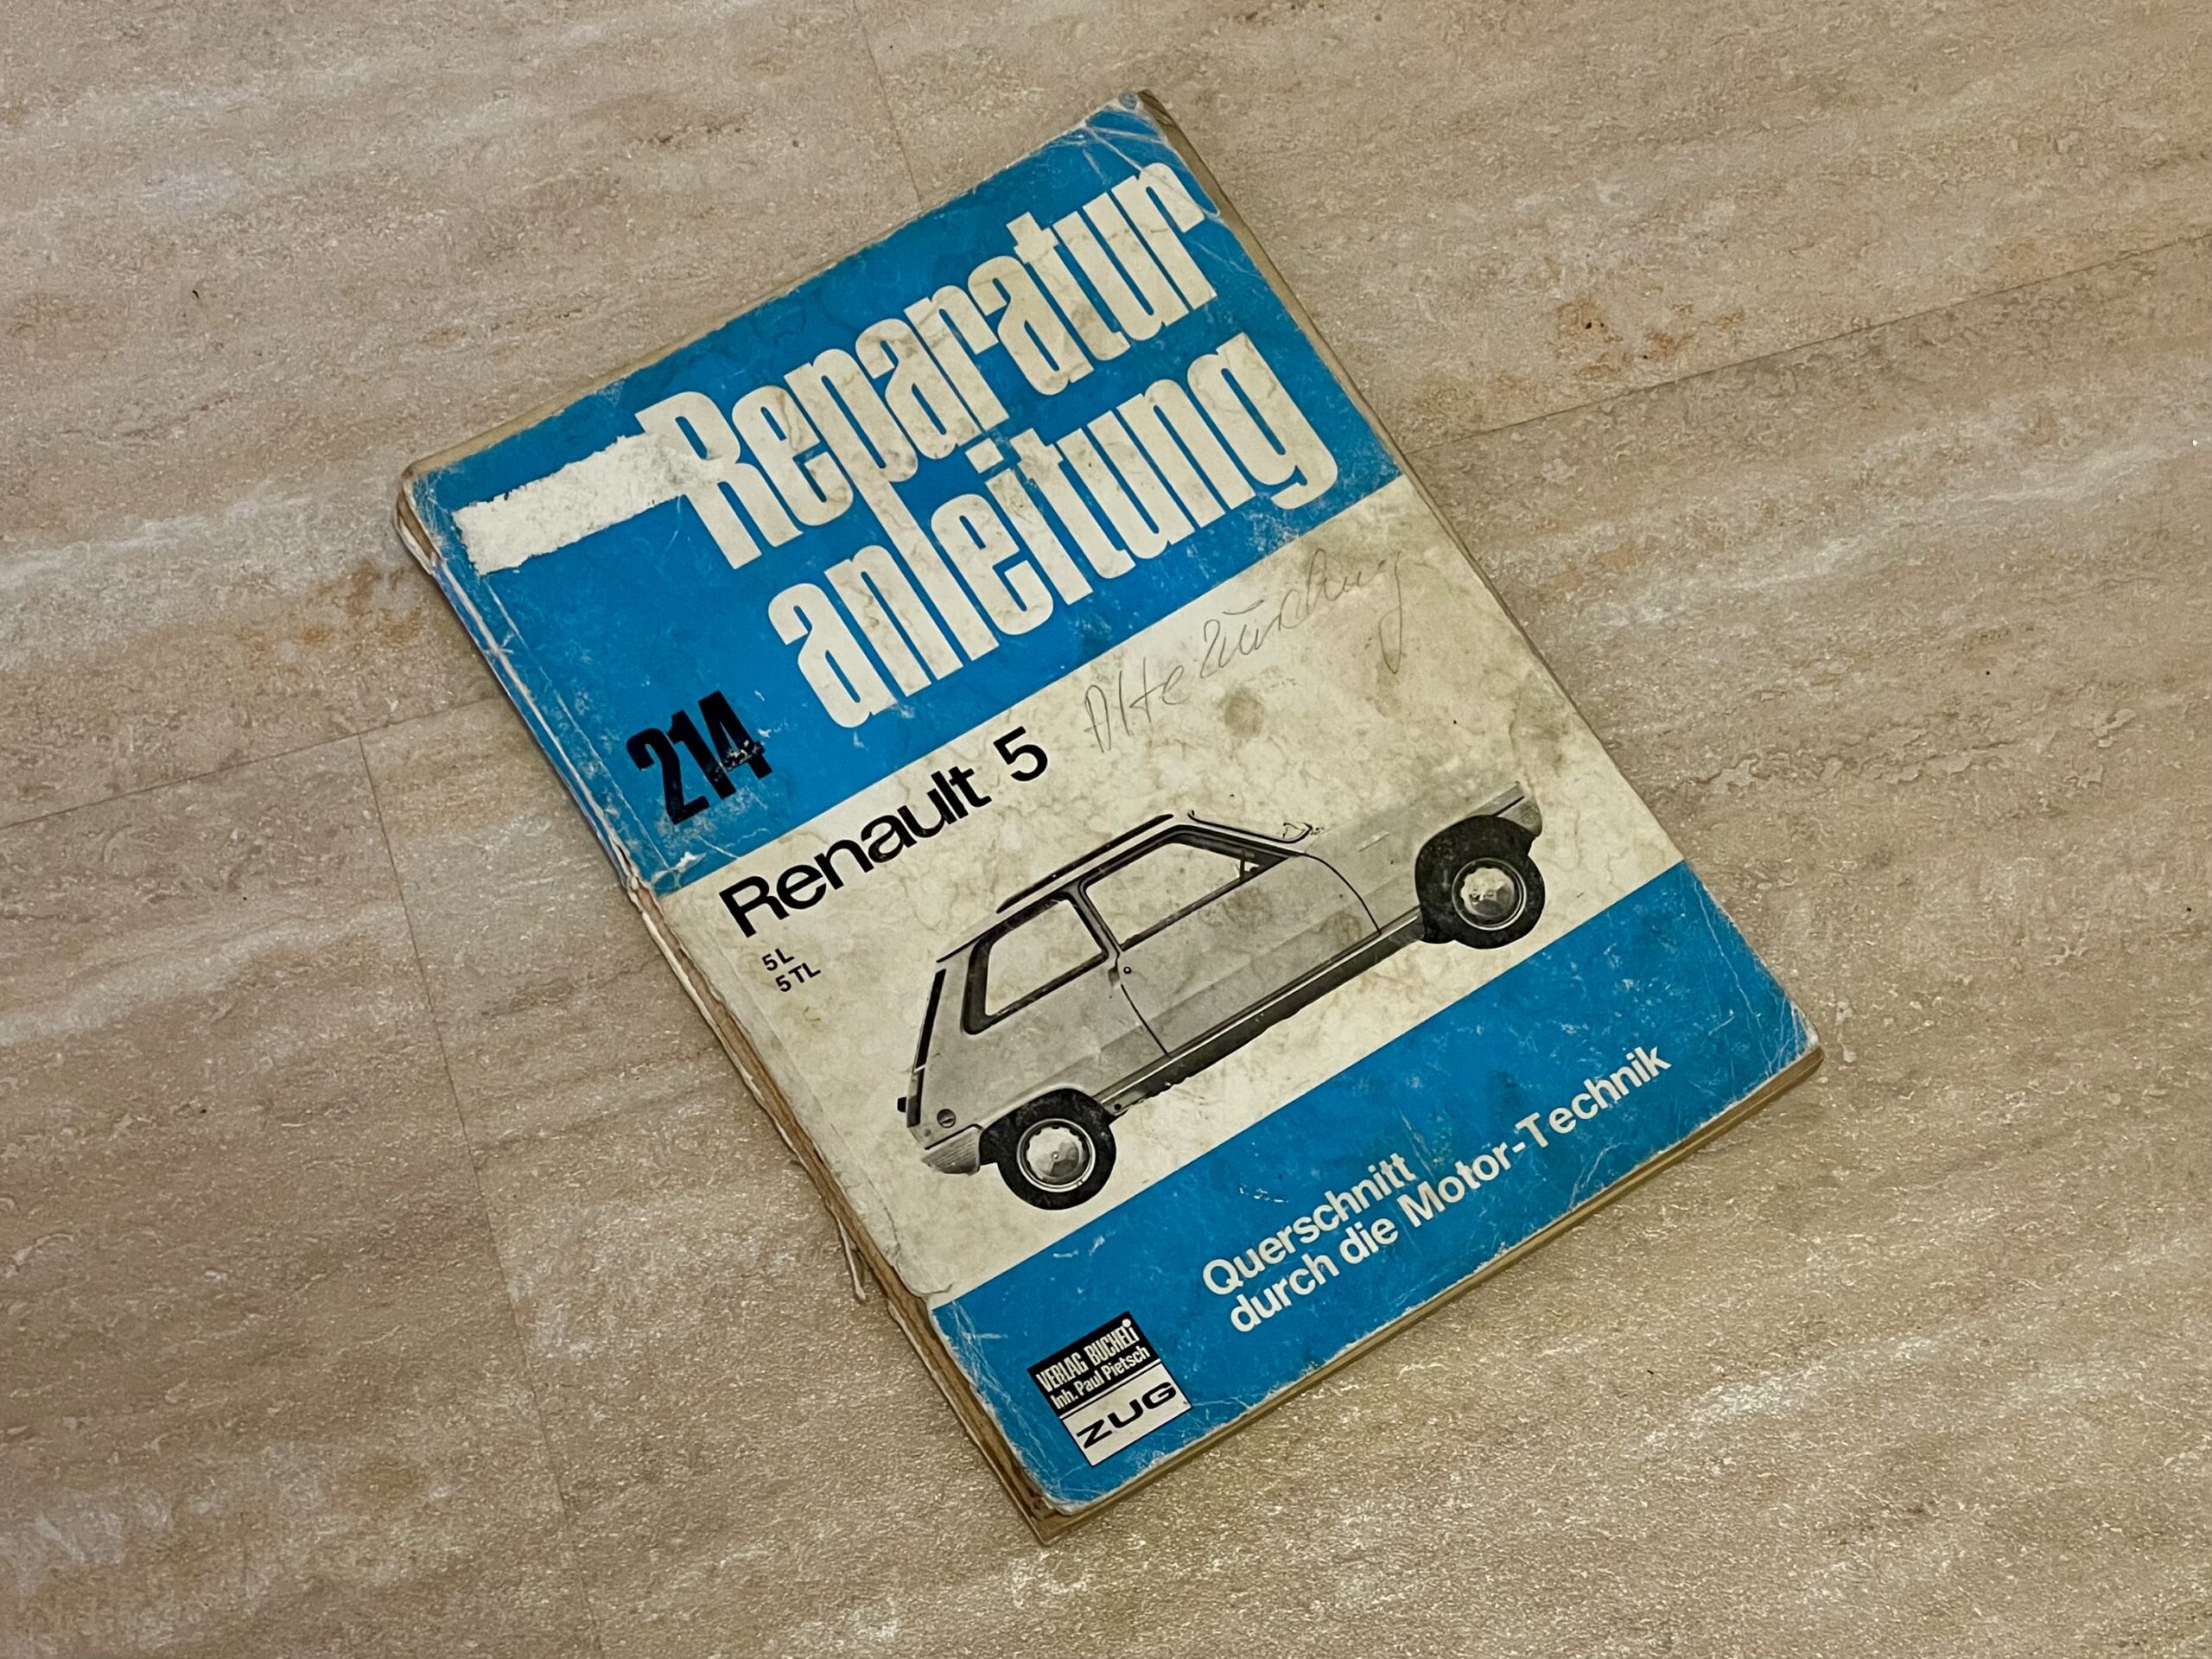 Reparatur
anleitung
214
Renault 5
5 L
5 TL
Querschnitt
durch die Motor-Technik
VERLAG BUCHELi
Inh. Paul Pietsch
ZUG